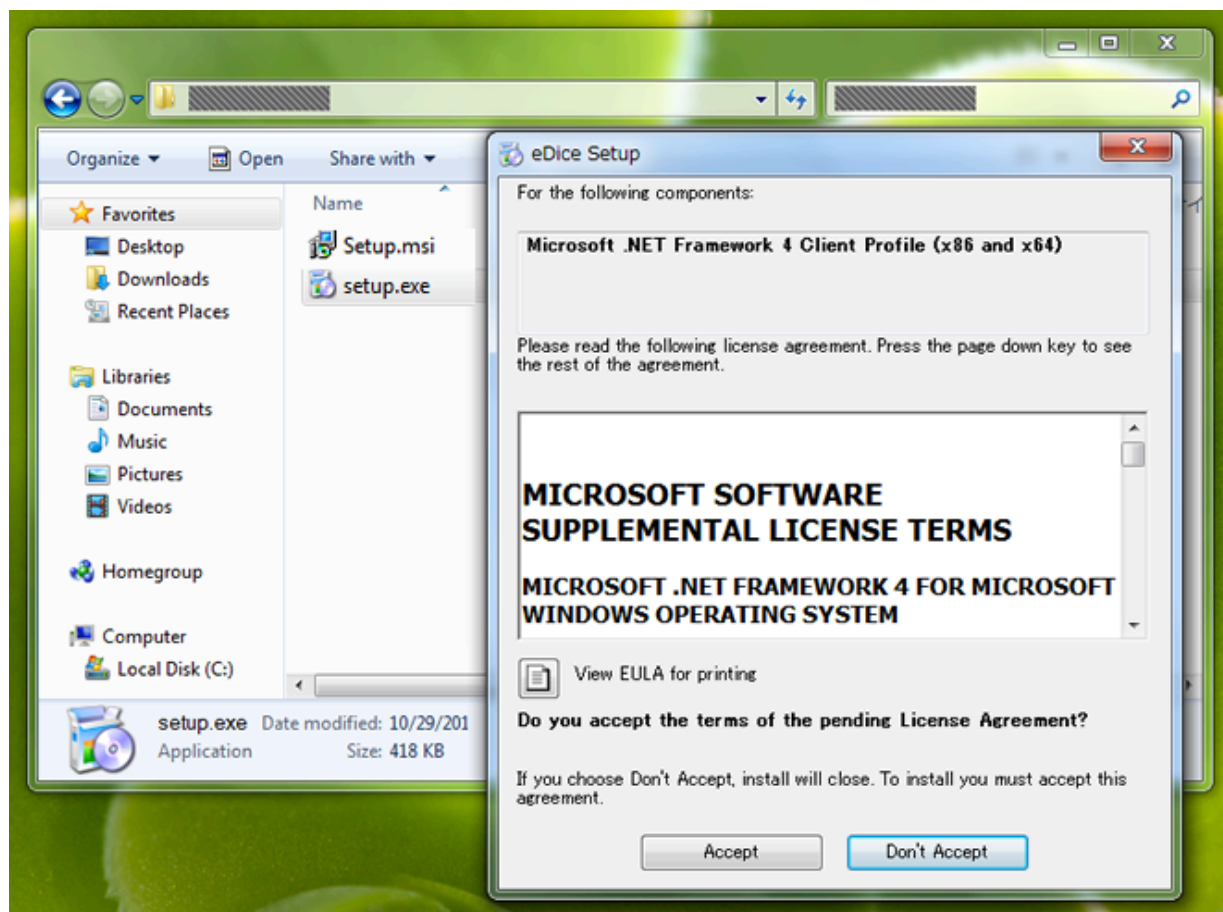 Organize
Open
Share with
Favorites
Desktop
Downloads
Recent Places
Libraries
Documents
Music
Pictures
Videos
Homegroup
Computer
Local Disk (C:)
Name
Setup.msi
setup.exe
setup.exe Date modified: 10/29/201
Application Size: 418 KB
eDice Setup
For the following components:
Microsoft .NET Framework 4 Client Profile (x86 and x64)
Please read the following license agreement. Press the page down key to see
the rest of the agreement.
MICROSOFT SOFTWARE
SUPPLEMENTAL LICENSE TERMS
MICROSOFT .NET FRAMEWORK 4 FOR MICROSOFT
WINDOWS OPERATING SYSTEM
View EULA for printing
Do you accept the terms of the pending License Agreement?
If you choose Don't Accept, install will close. To install you must accept this
agreement.
Accept
Don't Accept